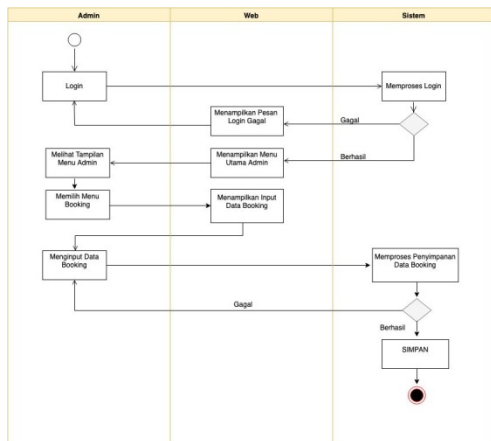 Admin
Web
Sistem
Login
Memproses Login
Menampilkan Pesan
Login Gagal
Gagal
Melihat Tampilan
Menu Admin
Menampilkan Menu
Utama Admin
Berhasil
Memilih Menu
Booking
Menampilkan Input
Data Booking
Menginput Data
Booking
Memproses Penyimpanan
Data Booking
Gagal
Berhasil
SIMPAN